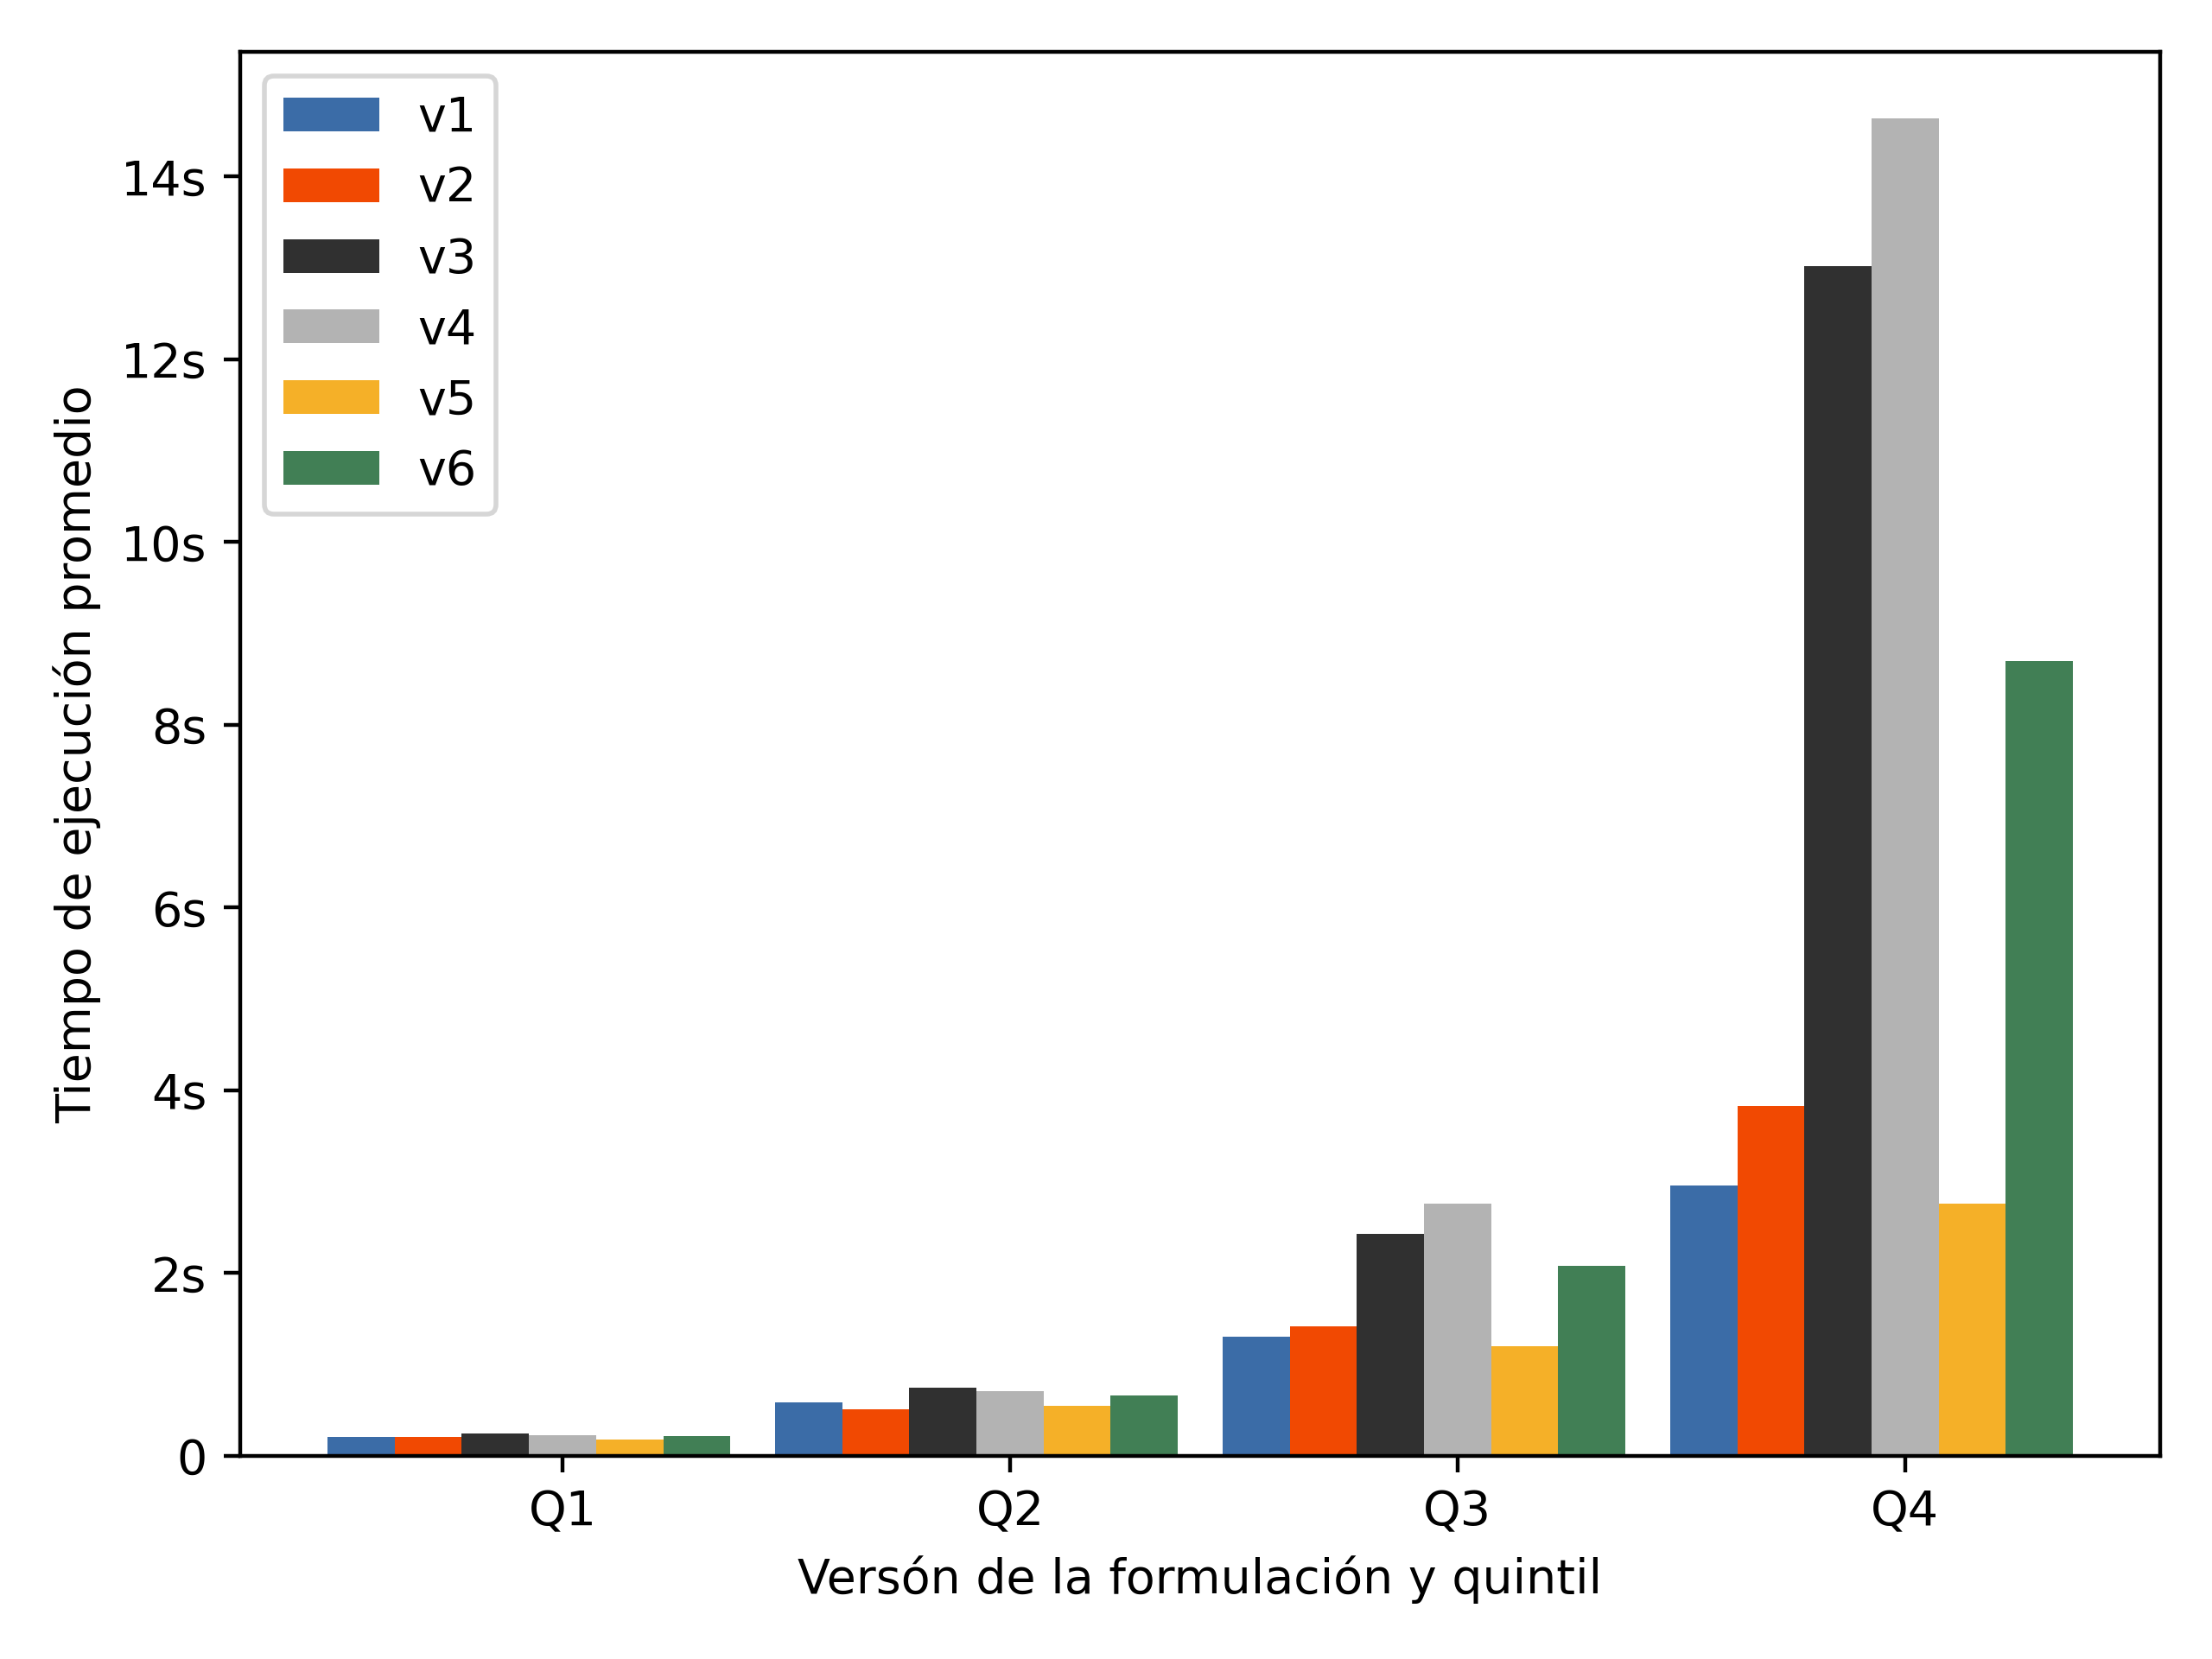 v1
v2
v3
v4
v5
v6
14s
12s
10s
8s
6s
4s
2s
0
Tiempo de ejecución promedio
Q1 Q2 Q3 Q4
Versón de la formulación y quintil